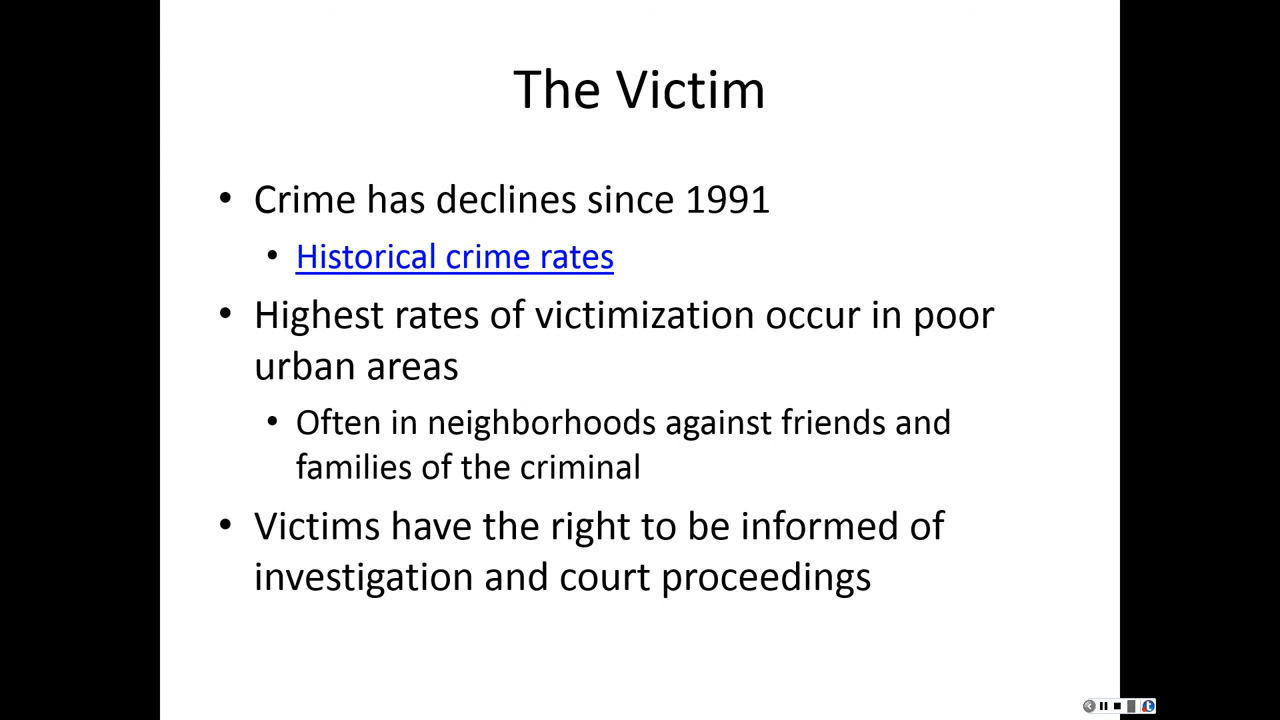 The Victim
• Crime has declines since 1991
• Historical crime rates
• Highest rates of victimization occur in poor
urban areas
• Often in neighborhoods against friends and
families of the criminal
• Victims have the right to be informed of
investigation and court proceedings